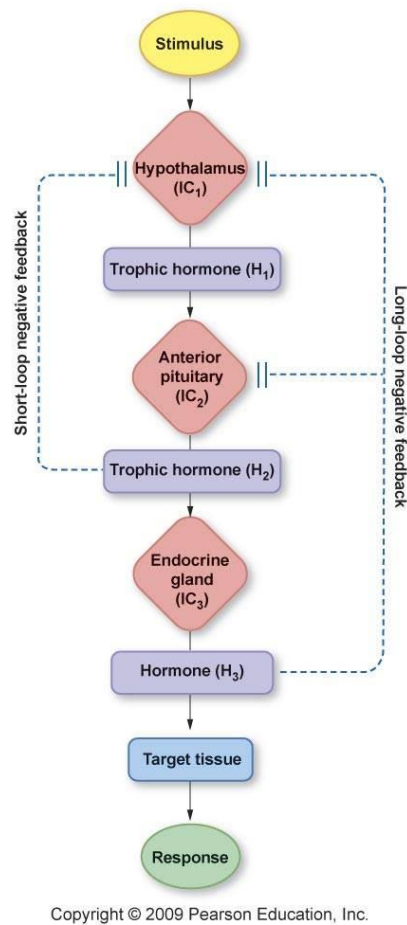 Stimulus
Hypothalamus
(IC₁)
Trophic hormone (H₁)
Anterior
pituitary
(IC₂)
Trophic hormone (H₂)
Endocrine
gland
(IC₃)
Hormone (H₃)
Target tissue
Response
Short-loop negative feedback
Long-loop negative feedback
Copyright © 2009 Pearson Education, Inc.